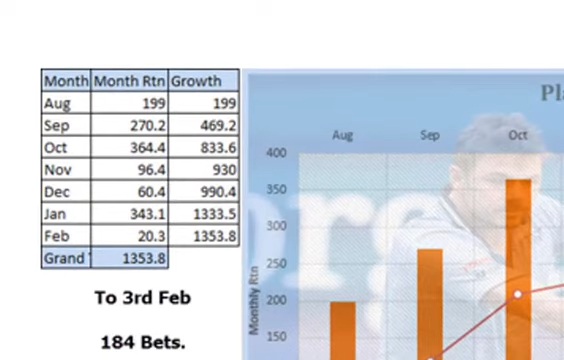 Month Month Rtn Growth
Aug 199 199
Sep 270.2 469.2
Oct 364.4 833.6
Nov 96.4 930
Dec 60.4 990.4
Jan 343.1 1333.5
Feb 20.3 1353.8
Grand 1353.8
To 3rd Feb
184 Bets.
Pl
Aug Sep Oct
400
350
300
250
200
150
Monthly Rtn